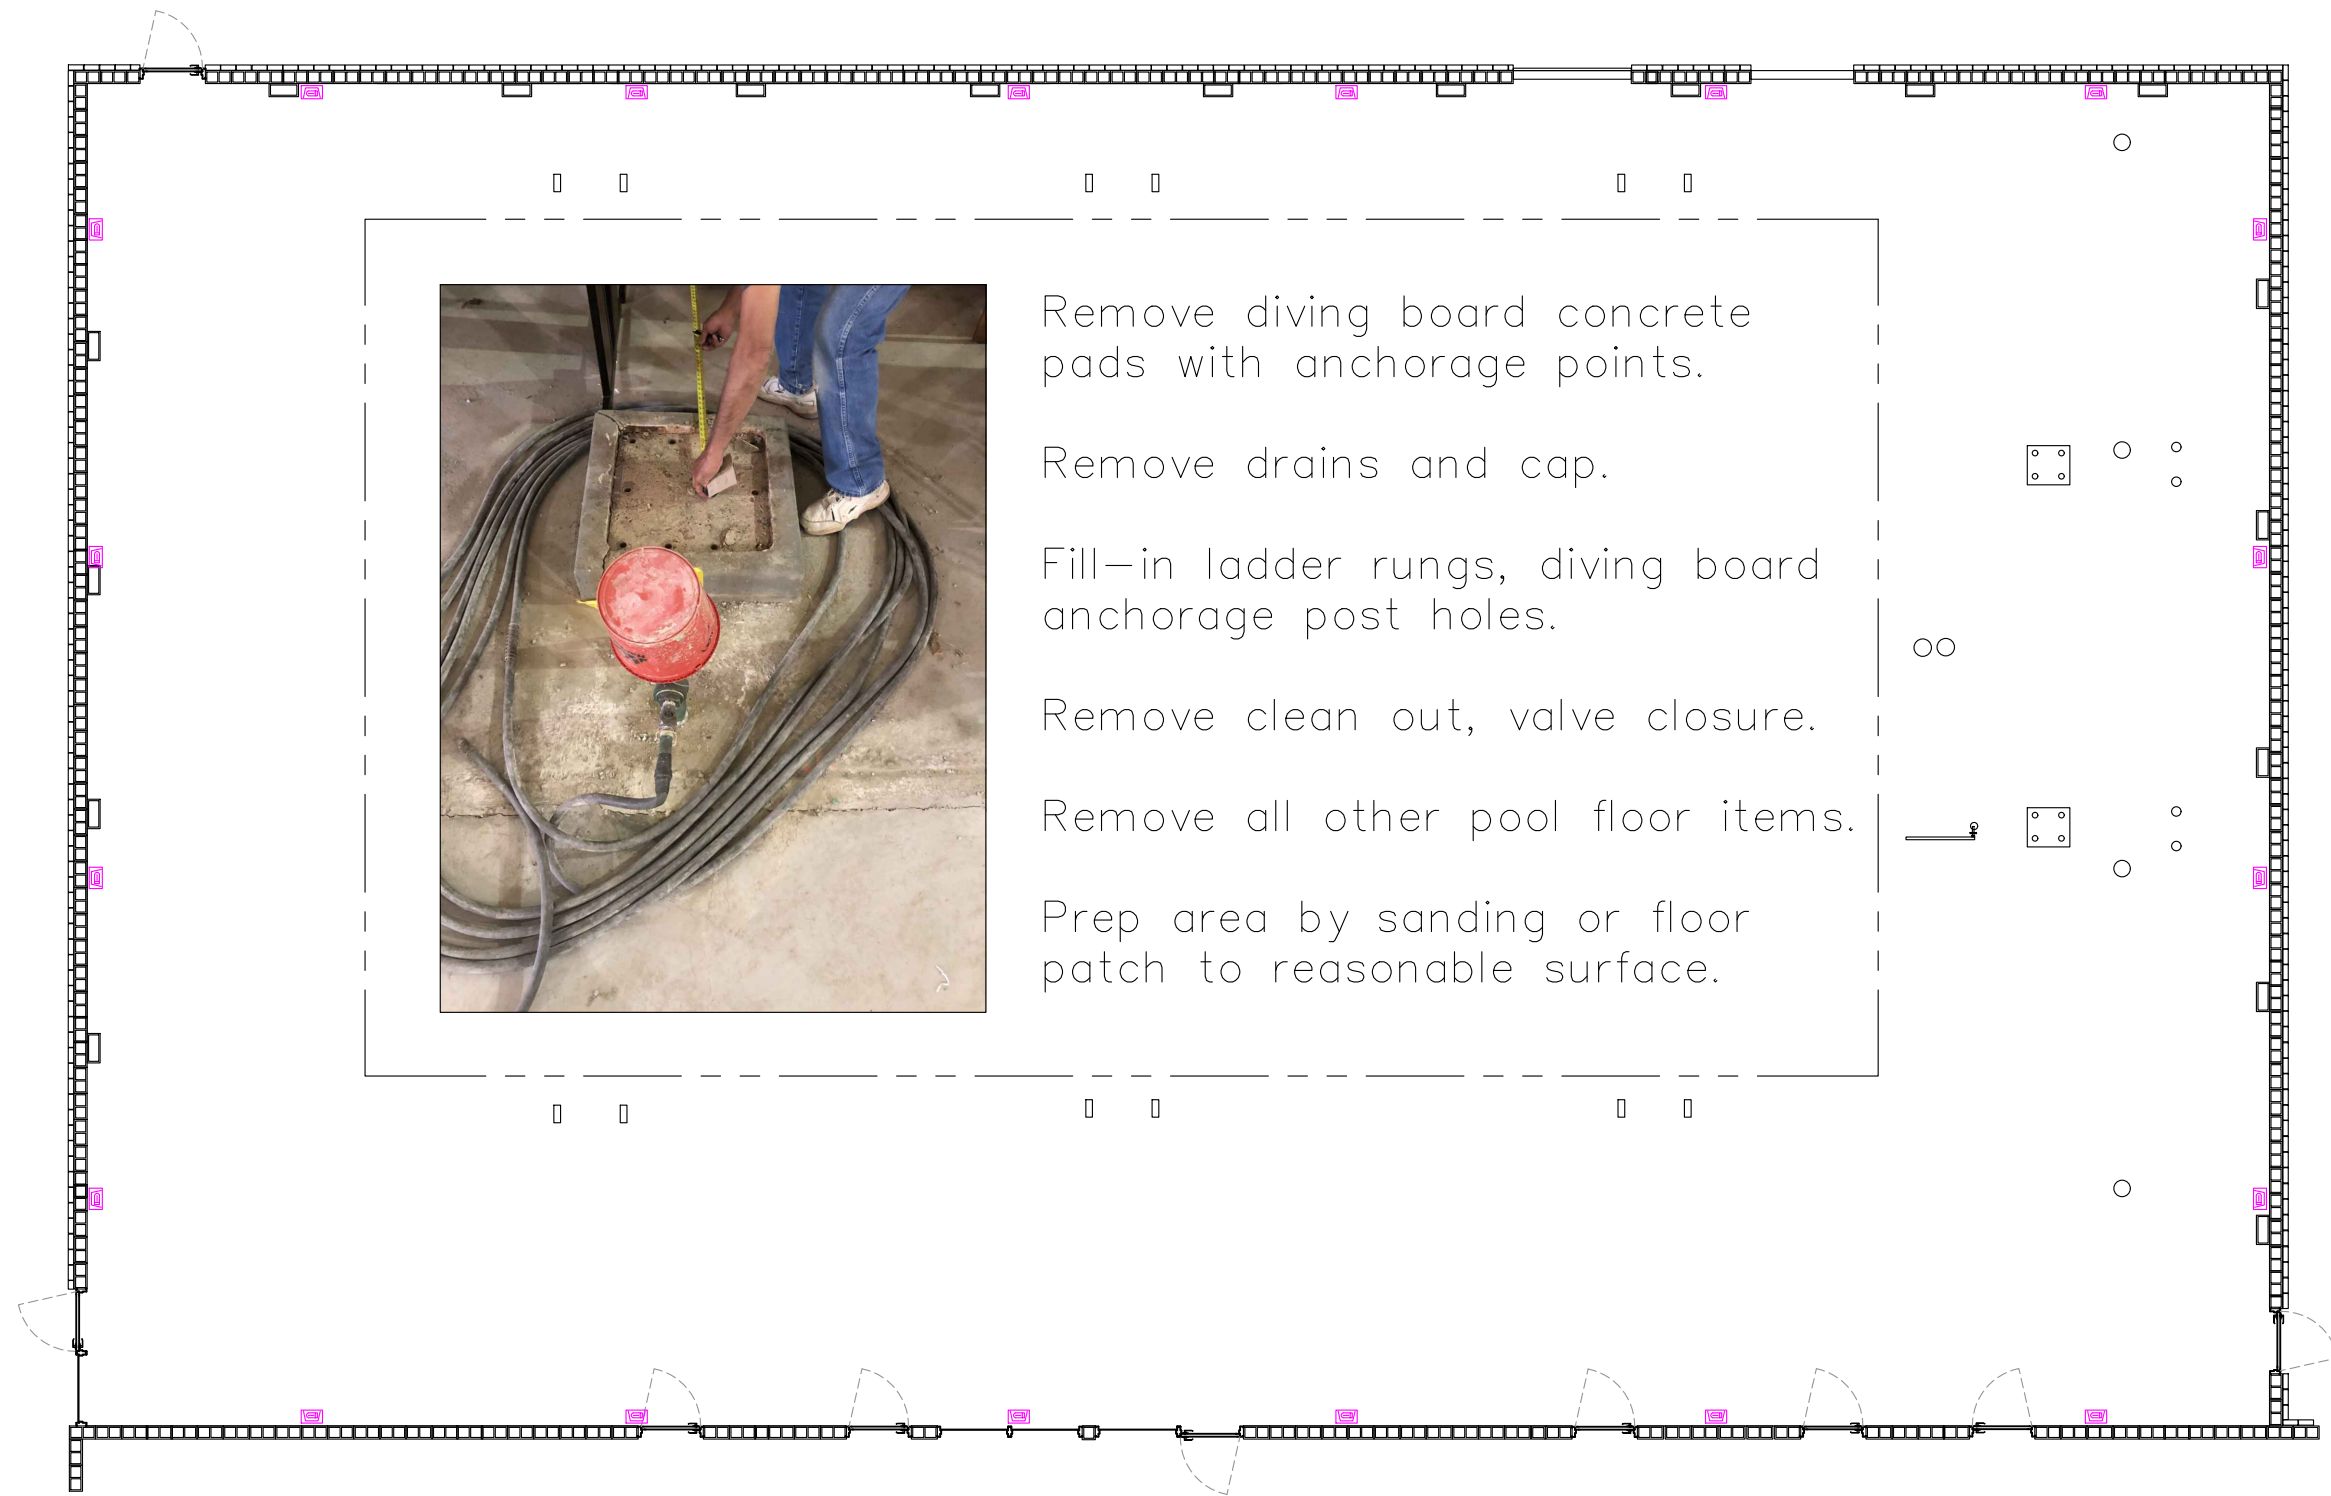 Remove diving board concrete
pads with anchorage points.
Remove drains and cap.
Fill-in ladder rungs, diving board
anchorage post holes.
Remove clean out, valve closure.
Remove all other pool floor items.
Prep area by sanding or floor
patch to reasonable surface.